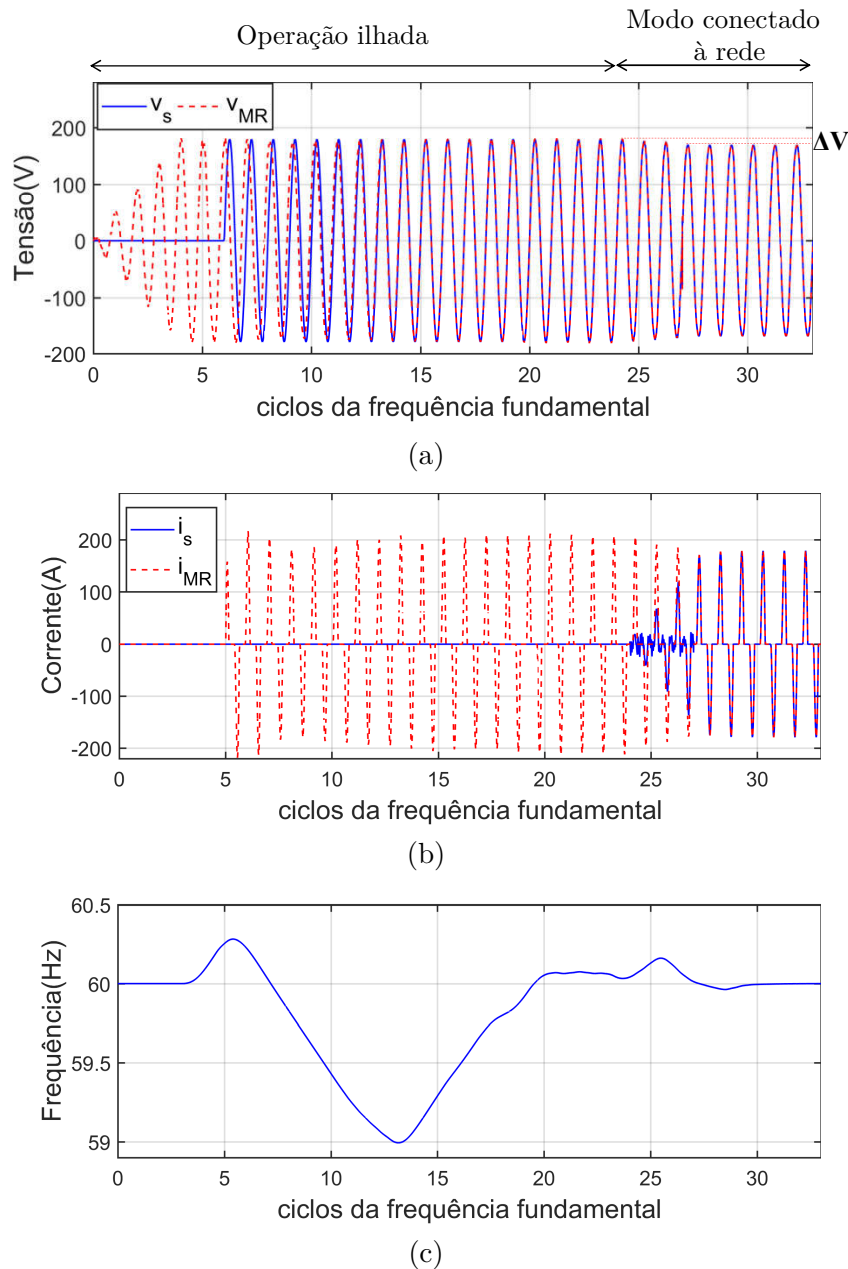 Operação ilhada
Modo conectado
à rede
v_s v_MR
ΔV
200
100
0
-100
-200
Tensão(V)
0 5 10 15 20 25 30
ciclos da frequência fundamental
(a)
i_s
i_MR
200
100
0
-100
-200
Corrente(A)
0 5 10 15 20 25 30
ciclos da frequência fundamental
(b)
60.5
60
59.5
59
Frequência(Hz)
0 5 10 15 20 25 30
ciclos da frequência fundamental
(c)